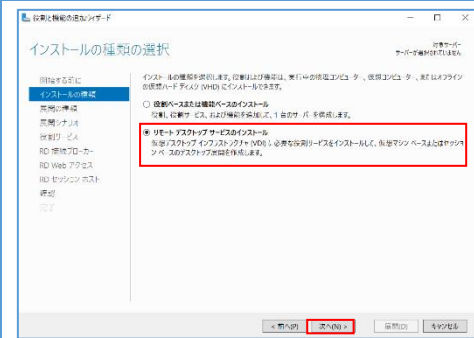 役割と機能の追加ウィザード
インストールの種類の選択
対象サーバー
サーバーが選択されていません
開始する前に
インストールの種類
展開の種類
展開シナリオ
役割サービス
RD 接続ブローカー
RD Web アクセス
RD セッション ホスト
確認
完了
インストールの種類を選択します。役割および機能は、実行中の物理コンピューター、仮想コンピューター、またはオフライン
の仮想ハード ディスク (VHD) にインストールできます。
役割ベースまたは機能ベースのインストール
役割、役割サービス、および機能を追加して、1 台のサーバーを構成します。
リモート デスクトップ サービスのインストール
仮想デスクトップ インフラストラクチャ (VDI) に必要な役割サービスをインストールして、仮想マシン ベースまたはセッショ
ン ベースのデスクトップ展開を作成します。
< 前へ(P)
次へ(N) >
展開(D)
キャンセル